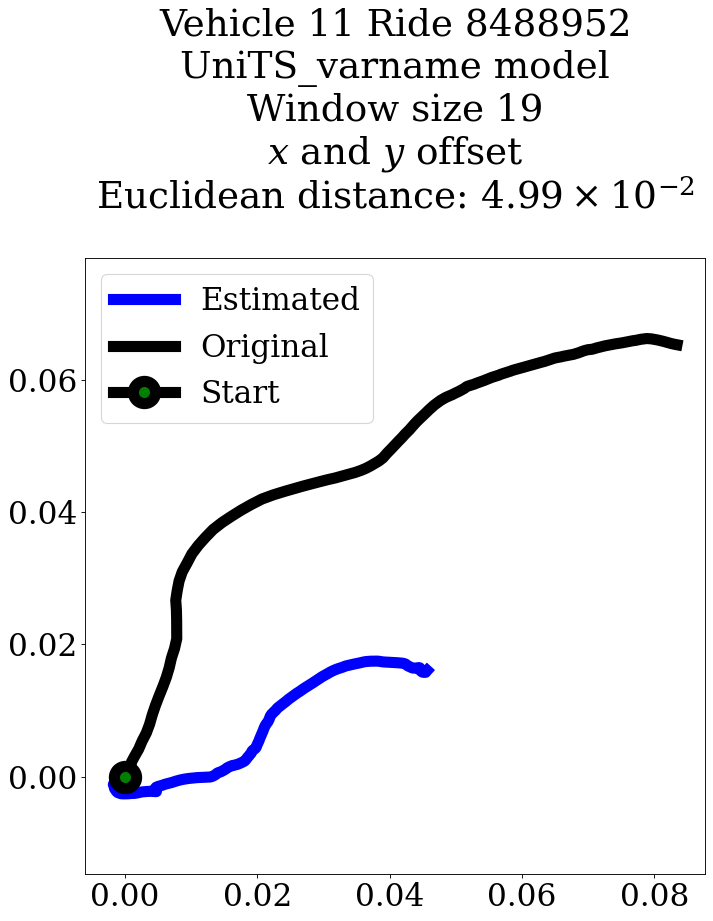 Vehicle 11 Ride 8488952
UniTS_varname model
Window size 19
x and y offset
Euclidean distance: 4.99 × 10⁻²
Estimated
Original
Start
0.06
0.04
0.02
0.00
0.00 0.02 0.04 0.06 0.08